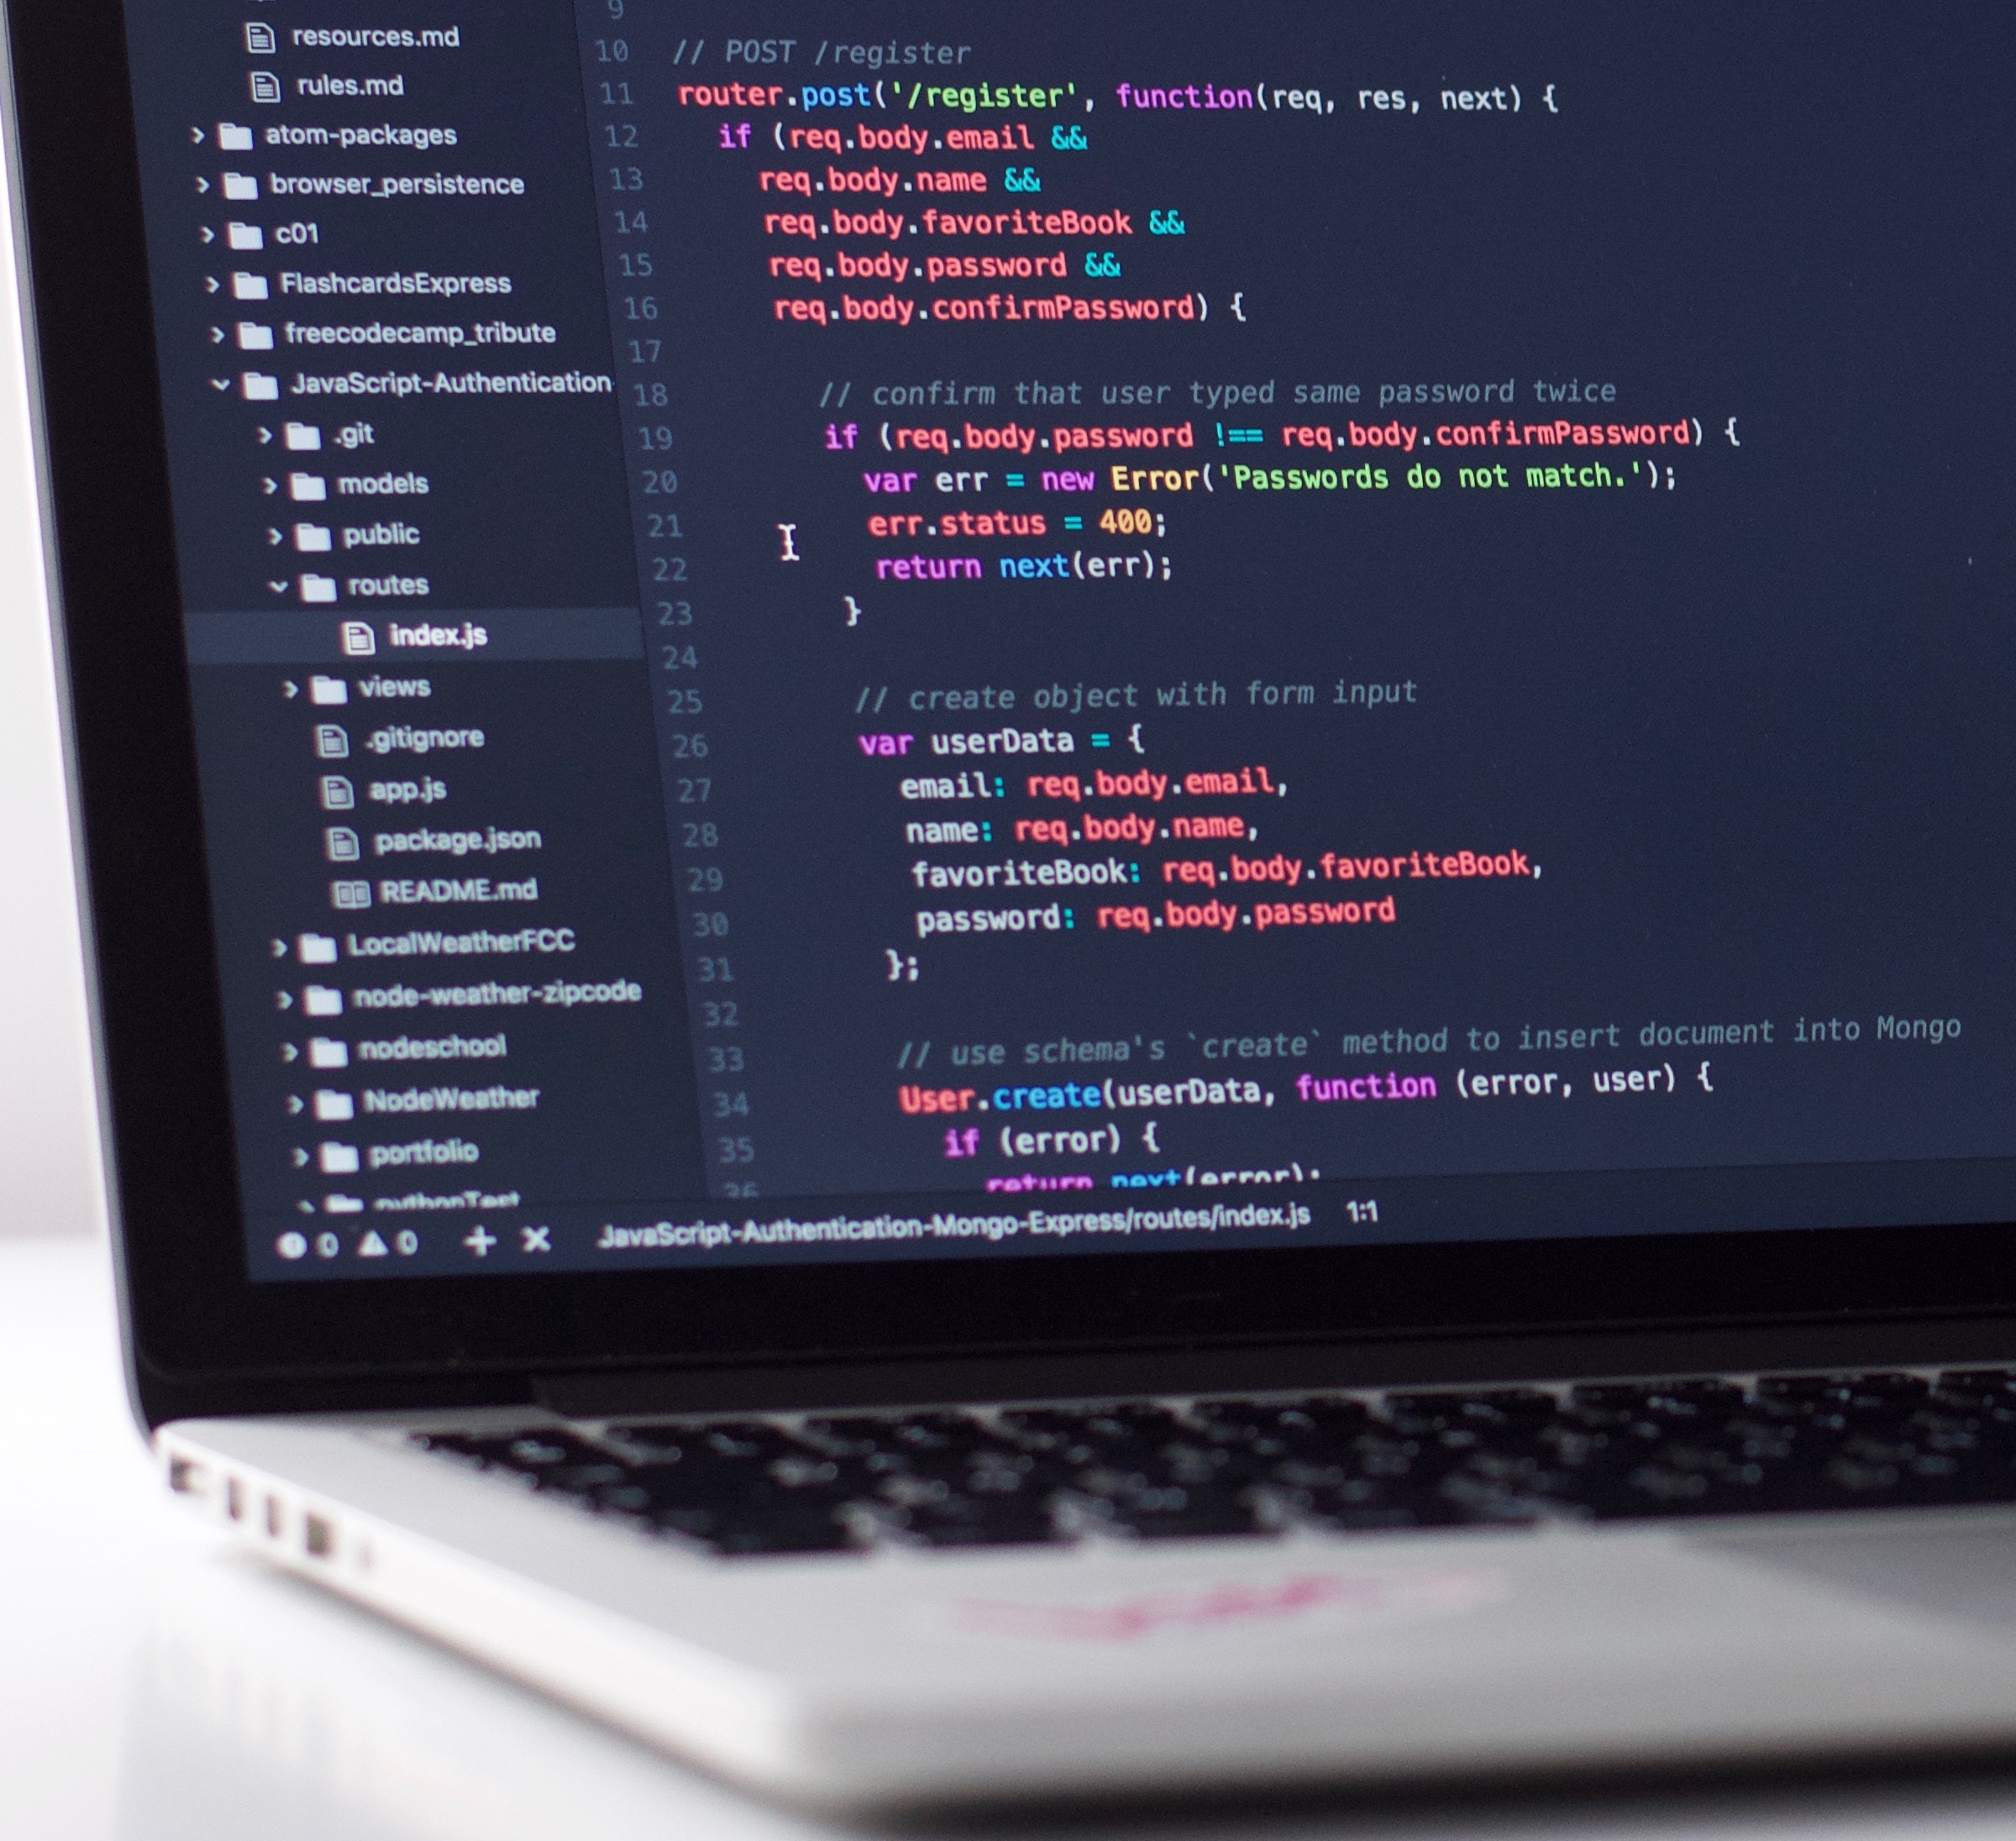 resources.md
rules.md
atom-packages
browser_persistence
c01
FlashcardsExpress
freecodecamp_tribute
JavaScript-Authentication
.git
models
public
routes
index.js
views
.gitignore
app.js
package.json
README.md
LocalWeatherFCC
node-weather-zipcode
nodeschool
NodeWeather
portfolio
pythonTest
9
10 // POST /register
11 router.post('/register', function(req, res, next) {
12 if (req.body.email &&
13 req.body.name &&
14 req.body.favoriteBook &&
15 req.body.password &&
16 req.body.confirmPassword) {
17
18 // confirm that user typed same password twice
19 if (req.body.password !== req.body.confirmPassword) {
20 var err = new Error('Passwords do not match.');
21 err.status = 400;
22 return next(err);
23 }
24
25 // create object with form input
26 var userData = {
27 email: req.body.email,
28 name: req.body.name,
29 favoriteBook: req.body.favoriteBook,
30 password: req.body.password
31 };
32
33 // use schema's `create` method to insert document into Mongo
34 User.create(userData, function (error, user) {
35 if (error) {
36 return next(error);
0 0 JavaScript-Authentication-Mongo-Express/routes/index.js 1:1